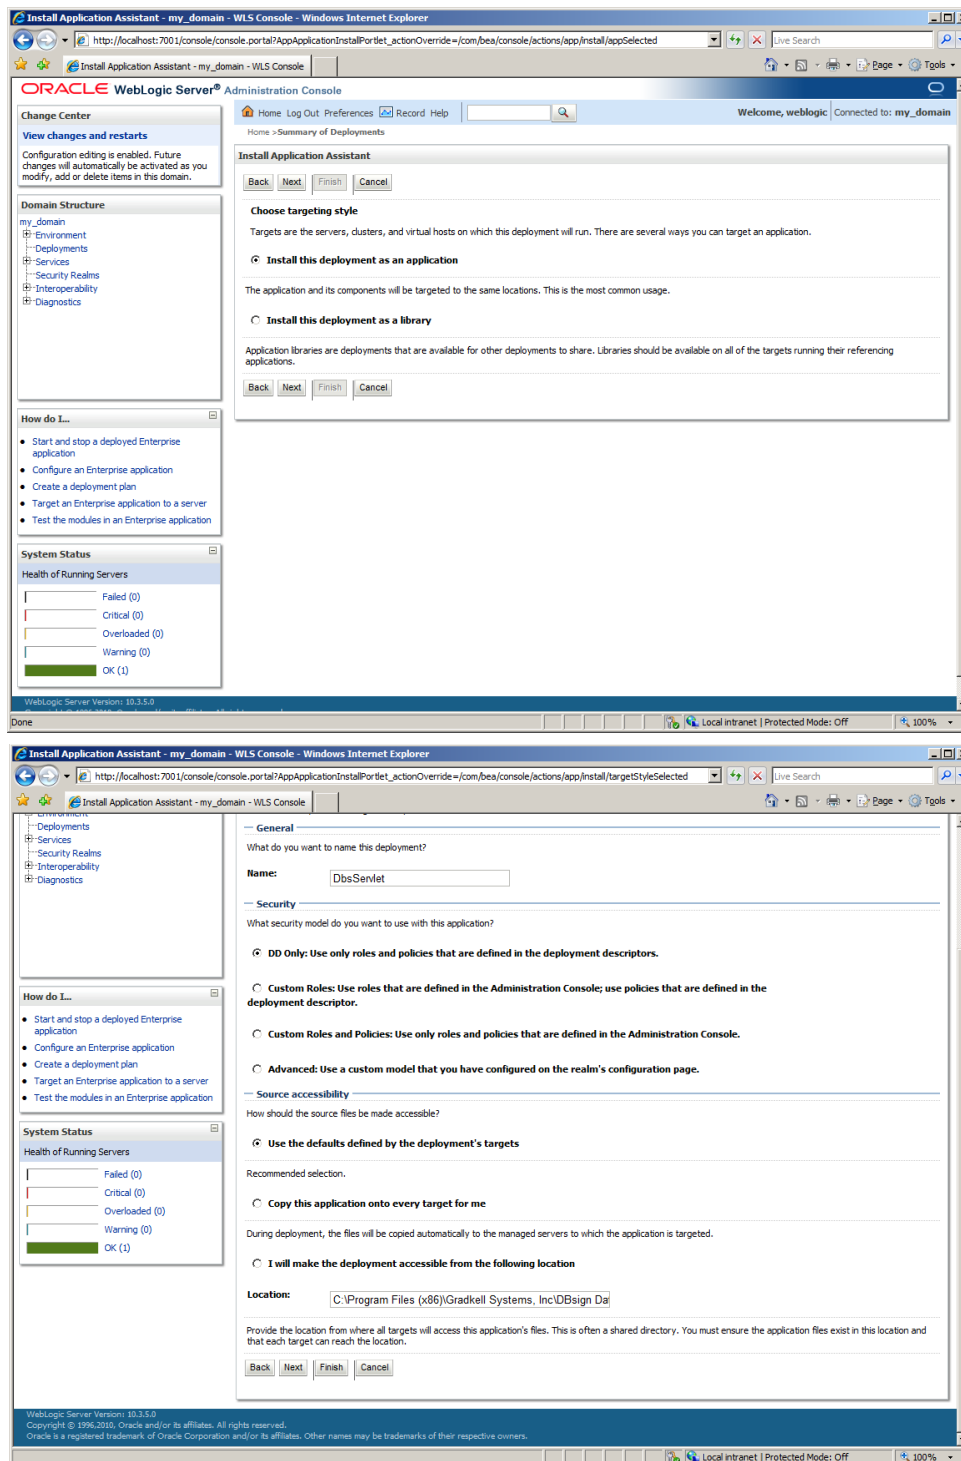 Install Application Assistant - my_domain - WLS Console - Windows Internet Explorer
http://localhost:7001/console/console.portal?AppApplicationInstallPortlet_actionOverride=/com/bea/console/actions/app/install/appSelected
Live Search
Install Application Assistant - my_domain - WLS Console
Page
Tools
ORACLE WebLogic Server® Administration Console
Change Center
View changes and restarts
Configuration editing is enabled. Future
changes will automatically be activated as you
modify, add or delete items in this domain.
Domain Structure
my_domain
Environment
Deployments
Services
Security Realms
Interoperability
Diagnostics
How do I...
Start and stop a deployed Enterprise
application
Configure an Enterprise application
Create a deployment plan
Target an Enterprise application to a server
Test the modules in an Enterprise application
System Status
Health of Running Servers
Failed (0)
Critical (0)
Overloaded (0)
Warning (0)
OK (1)
Home Log Out Preferences Record Help
Welcome, weblogic Connected to: my_domain
Home >Summary of Deployments
Install Application Assistant
Back Next Finish Cancel
Choose targeting style
Targets are the servers, clusters, and virtual hosts on which this deployment will run. There are several ways you can target an application.
Install this deployment as an application
The application and its components will be targeted to the same locations. This is the most common usage.
Install this deployment as a library
Application libraries are deployments that are available for other deployments to share. Libraries should be available on all of the targets running their referencing
applications.
Back Next Finish Cancel
WebLogic Server Version: 10.3.5.0
Done
Local intranet | Protected Mode: Off
100%
Install Application Assistant - my_domain - WLS Console - Windows Internet Explorer
http://localhost:7001/console/console.portal?AppApplicationInstallPortlet_actionOverride=/com/bea/console/actions/app/install/targetStyleSelected
Live Search
Install Application Assistant - my_domain - WLS Console
Page
Tools
Deployments
Services
Security Realms
Interoperability
Diagnostics
How do I...
Start and stop a deployed Enterprise
application
Configure an Enterprise application
Create a deployment plan
Target an Enterprise application to a server
Test the modules in an Enterprise application
System Status
Health of Running Servers
Failed (0)
Critical (0)
Overloaded (0)
Warning (0)
OK (1)
General
What do you want to name this deployment?
Name: DbsServlet
Security
What security model do you want to use with this application?
DD Only: Use only roles and policies that are defined in the deployment descriptors.
Custom Roles: Use roles that are defined in the Administration Console; use policies that are defined in the
deployment descriptor.
Custom Roles and Policies: Use only roles and policies that are defined in the Administration Console.
Advanced: Use a custom model that you have configured on the realm's configuration page.
Source accessibility
How should the source files be made accessible?
Use the defaults defined by the deployment's targets
Recommended selection.
Copy this application onto every target for me
During deployment, the files will be copied automatically to the managed servers to which the application is targeted.
I will make the deployment accessible from the following location
Location: C:\Program Files (x86)\Gradkell Systems, Inc\DBsign Da
Provide the location from where all targets will access this application's files. This is often a shared directory. You must ensure the application files exist in this location and
that each target can reach the location.
Back Next Finish Cancel
WebLogic Server Version: 10.3.5.0
Copyright © 1996,2010, Oracle and/or its affiliates. All rights reserved.
Oracle is a registered trademark of Oracle Corporation and/or its affiliates. Other names may be trademarks of their respective owners.
Local intranet | Protected Mode: Off
100%